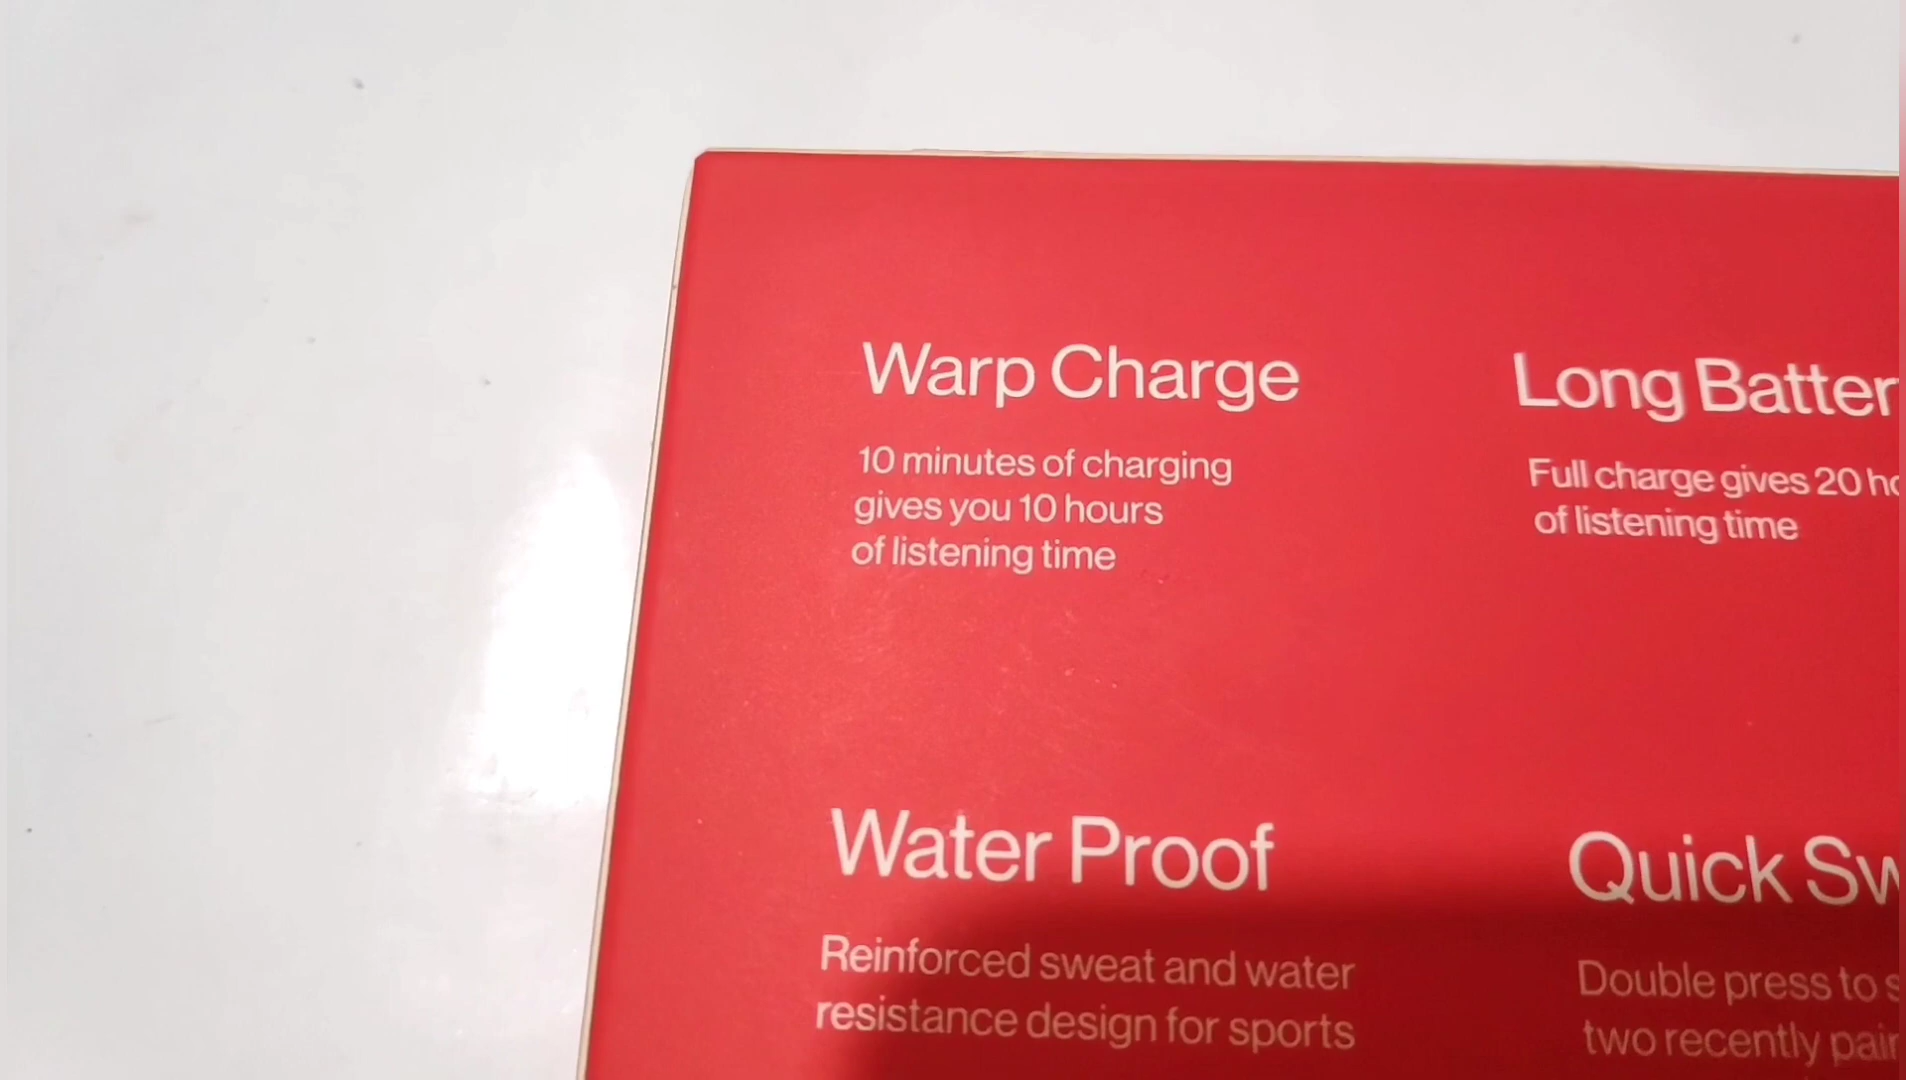 Warp Charge
10 minutes of charging
gives you 10 hours
of listening time
Long Batter
Full charge gives 20 ho
of listening time
Water Proof
Reinforced sweat and water
resistance design for sports
Quick Sw
Double press to s
two recently pair